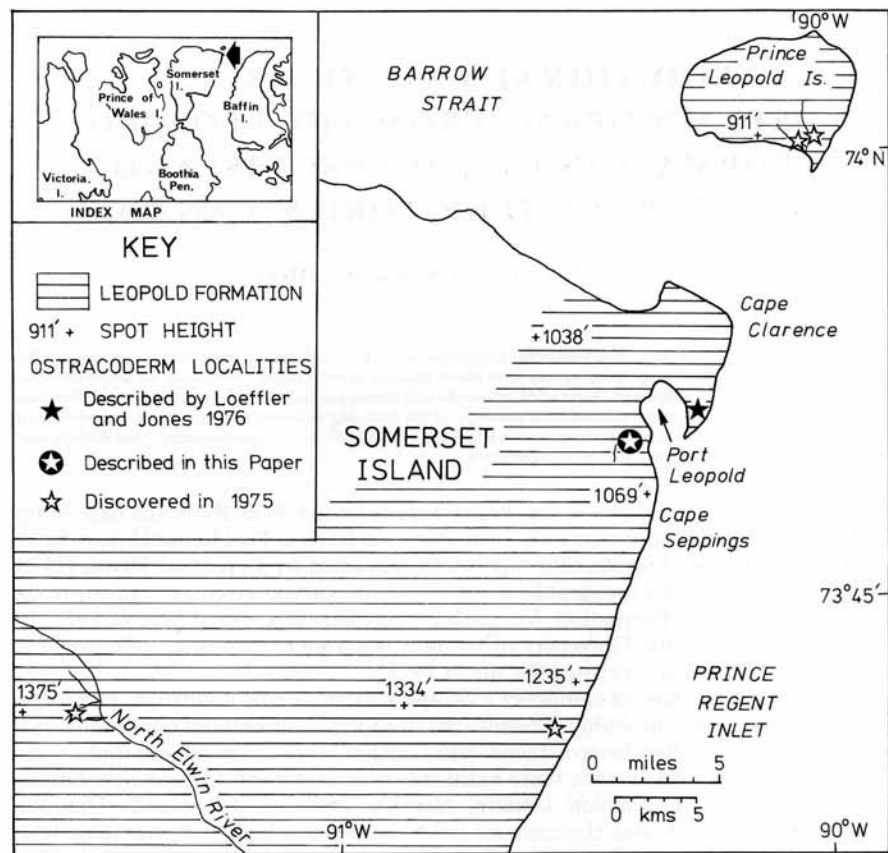 90°W
Prince
Leopold Is.
911'+
74°N
BARROW
STRAIT
Somerset
I.
Prince of
Wales I.
Baffin
I.
Victoria.
I.
Boothia
Pen.
INDEX MAP
KEY
LEOPOLD FORMATION
911'+ SPOT HEIGHT
OSTRACODERM LOCALITIES
Described by Loeffler
and Jones 1976
Described in this Paper
Discovered in 1975
Cape
Clarence
+1038'
SOMERSET
ISLAND
Port
Leopold
1069'+
Cape
Seppings
73°45'
1375'
+
1334'
+
1235'+
PRINCE
REGENT
INLET
North Elwin River
0 miles 5
0 kms 5
91°W
90°W